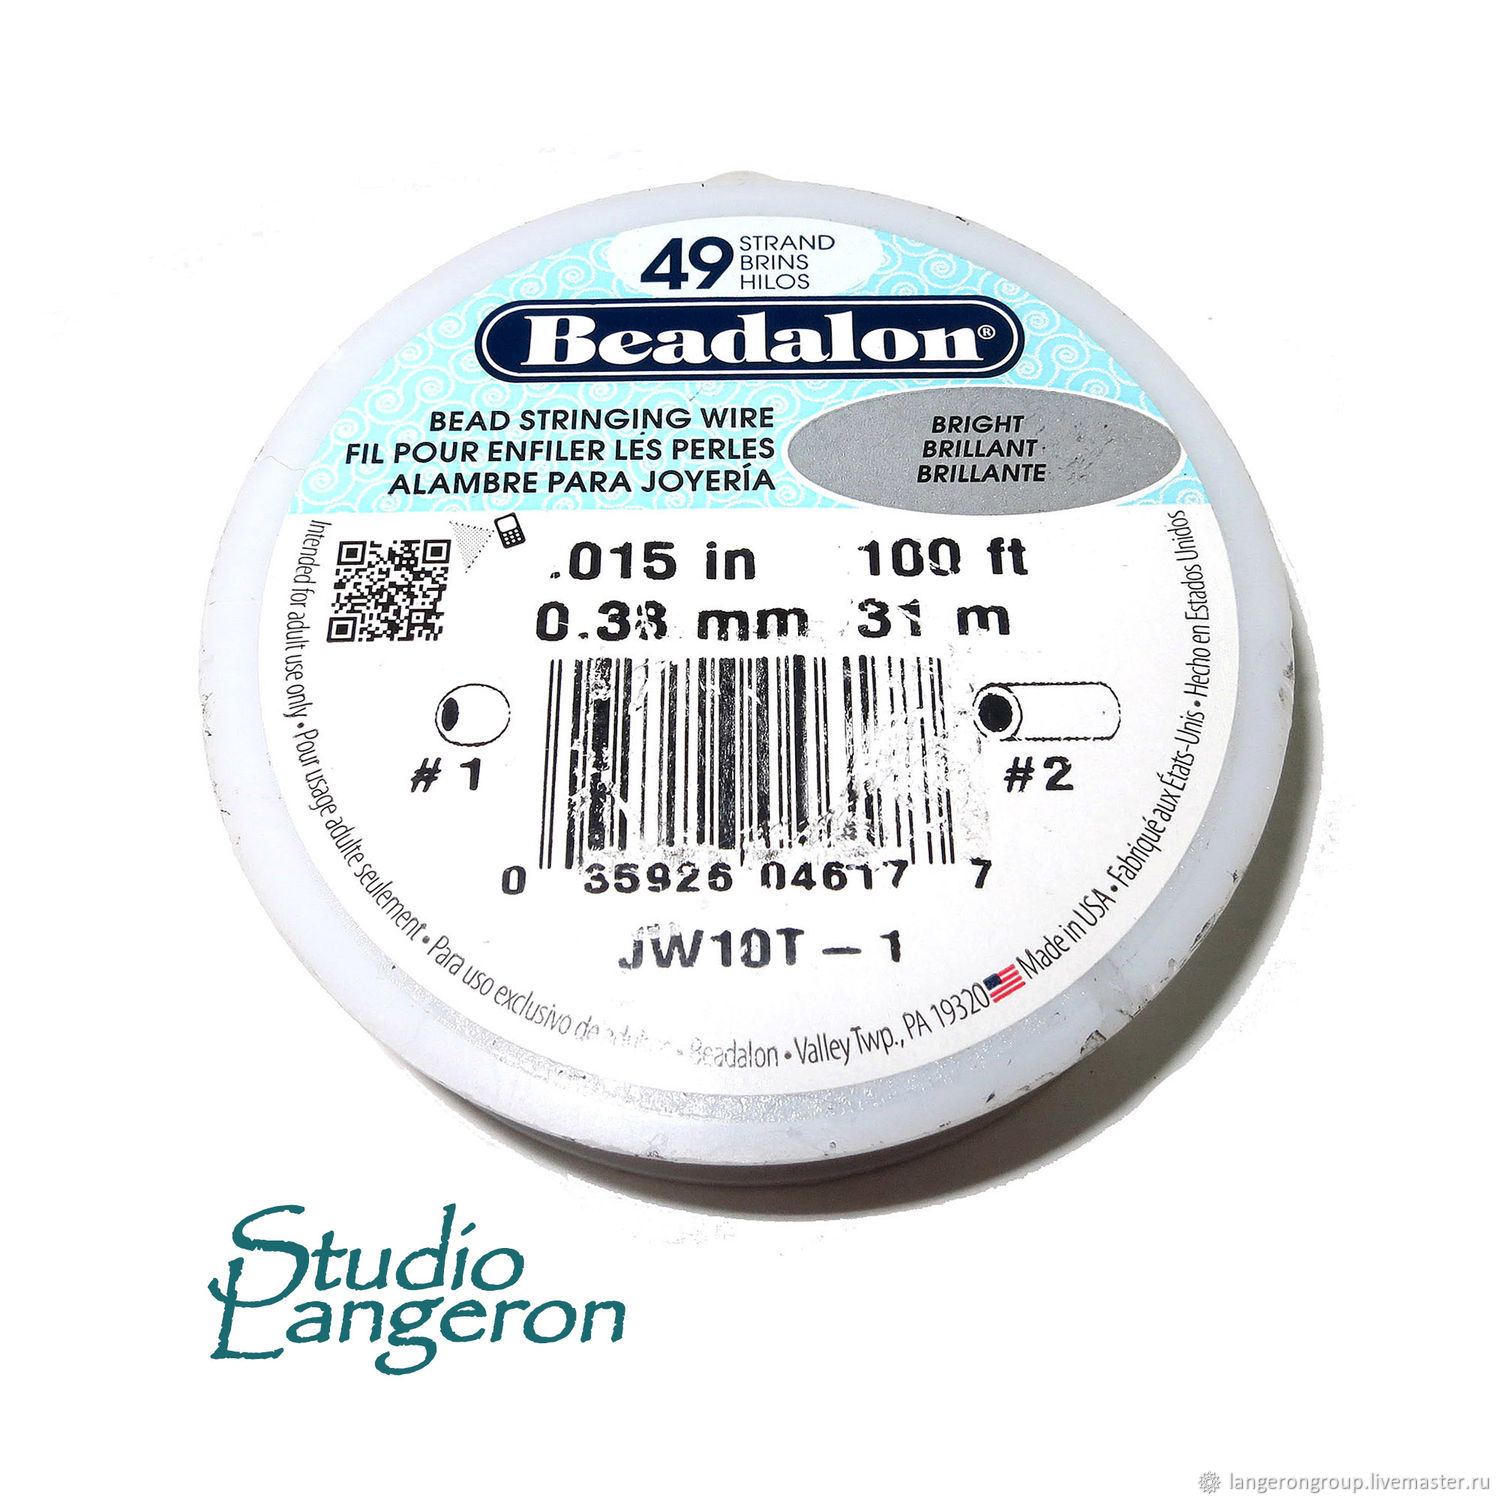 49 STRAND
BRINS
HILOS
Beadalon®
BEAD STRINGING WIRE
FIL POUR ENFILER LES PERLES
ALAMBRE PARA JOYERÍA
BRIGHT
BRILLANT
BRILLANTE
.015 in 100 ft
0.38 mm 31 m
#1
#2
0 35926 04617 7
JW10T-1
Intended for adult use only • Pour usage adulte seulement • Para uso exclusivo de adultos • Beadalon • Valley Twp., PA 19320 Made in USA • Fabriqué aux États-Unis • Hecho en Estados Unidos
Studio
Langeron
langerongroup.livemaster.ru